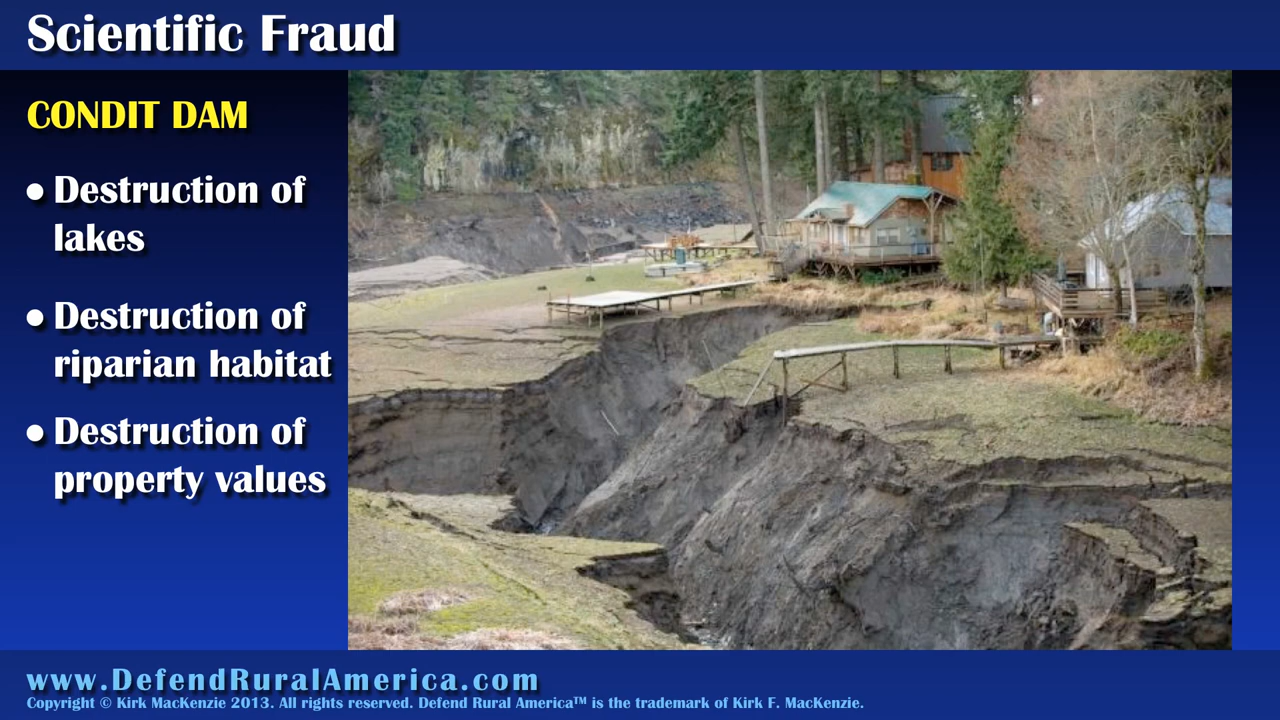 Scientific Fraud
CONDIT DAM
● Destruction of
lakes
● Destruction of
riparian habitat
● Destruction of
property values
www.DefendRuralAmerica.com
Copyright © Kirk MacKenzie 2013. All rights reserved. Defend Rural America™ is the trademark of Kirk F. MacKenzie.